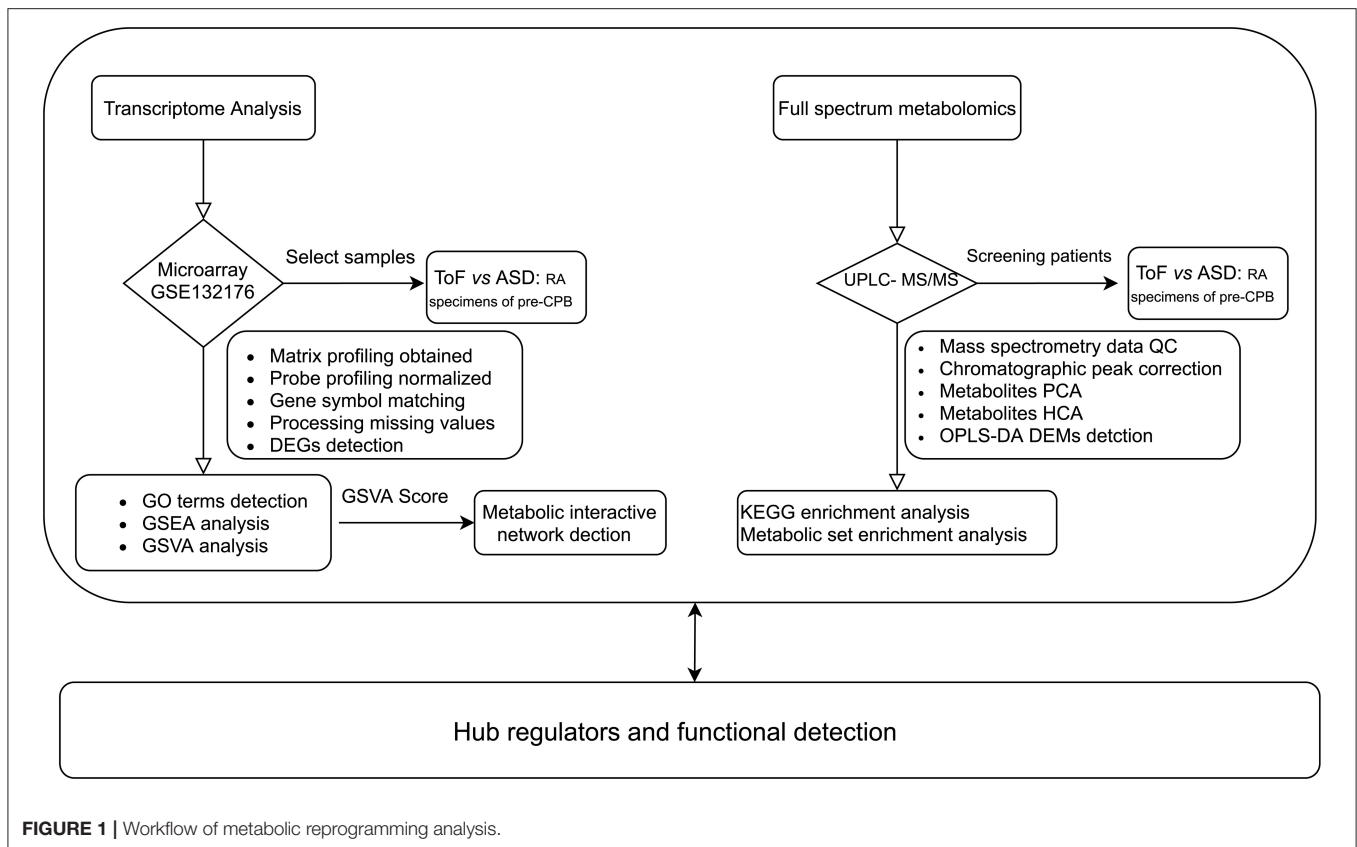 Transcriptome Analysis
Microarray
GSE132176
Select samples
ToF vs ASD: RA
specimens of pre-CPB
• Matrix profiling obtained
• Probe profiling normalized
• Gene symbol matching
• Processing missing values
• DEGs detection
• GO terms detection
• GSEA analysis
• GSVA analysis
GSVA Score
Metabolic interactive
network dection
Full spectrum metabolomics
UPLC- MS/MS
Screening patients
ToF vs ASD: RA
specimens of pre-CPB
• Mass spectrometry data QC
• Chromatographic peak correction
• Metabolites PCA
• Metabolites HCA
• OPLS-DA DEMs detction
KEGG enrichment analysis
Metabolic set enrichment analysis
Hub regulators and functional detection
FIGURE 1 | Workflow of metabolic reprogramming analysis.